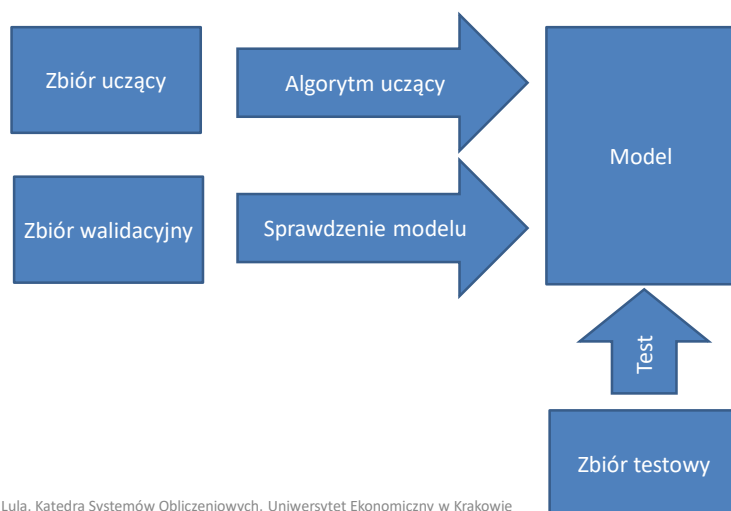 Zbiór uczący
Algorytm uczący
Model
Zbiór walidacyjny
Sprawdzenie modelu
Test
Zbiór testowy
Lula, Katedra Systemów Obliczeniowych, Uniwersytet Ekonomiczny w Krakowie